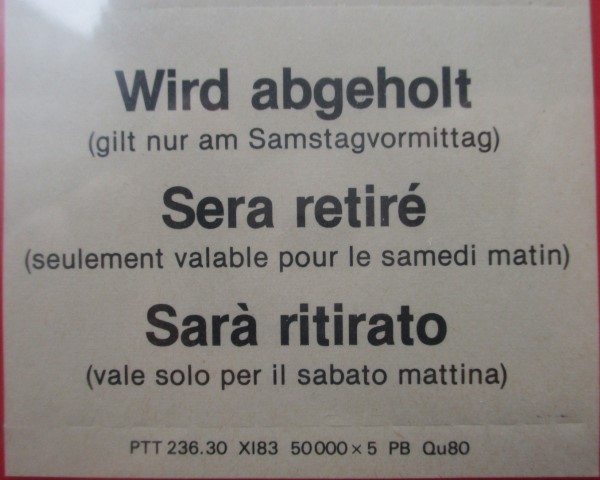 Wird abgeholt
(gilt nur am Samstagvormittag)
Sera retiré
(seulement valable pour le samedi matin)
Sarà ritirato
(vale solo per il sabato mattina)
PTT 236.30 XI83 50000 × 5 PB Qu80